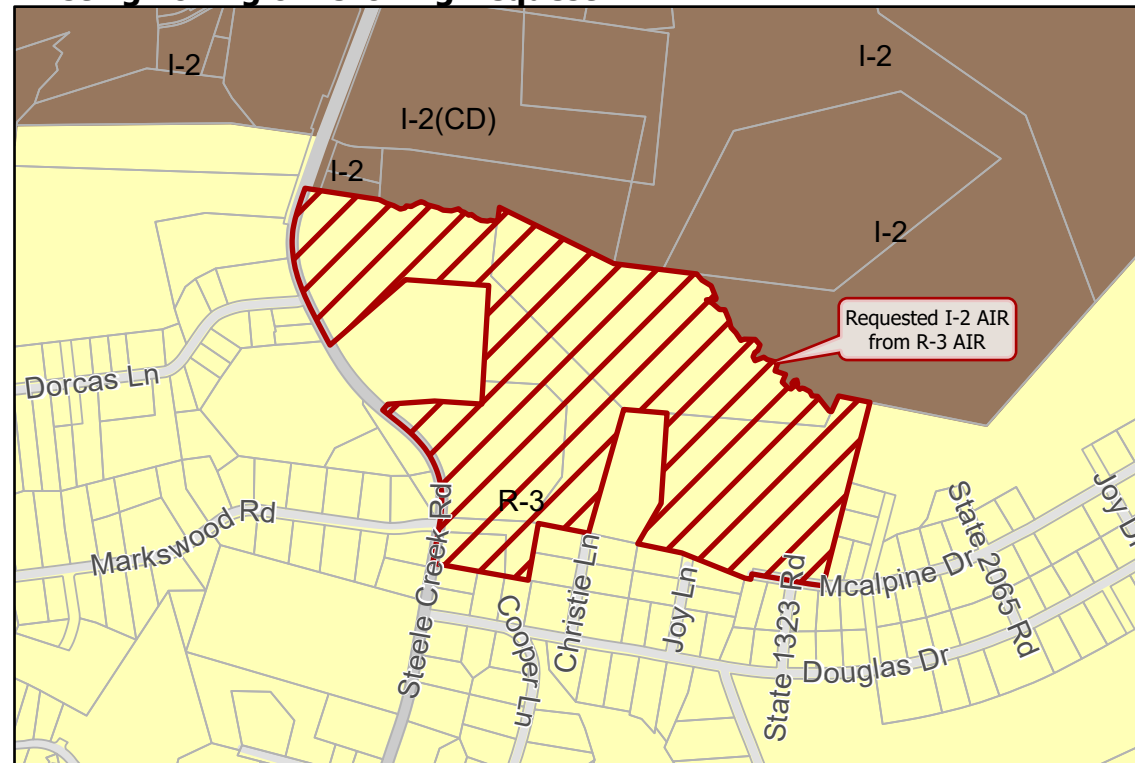 I-2
I-2
I-2(CD)
I-2
I-2
Requested I-2 AIR
from R-3 AIR
Dorcas Ln
R-3
Markswood Rd
Steele Creek Rd
Cooper Ln
Christie Ln
Joy Ln
State 1323 Rd
Mcalpine Dr
Douglas Dr
State 2065 Rd
Joy Dr